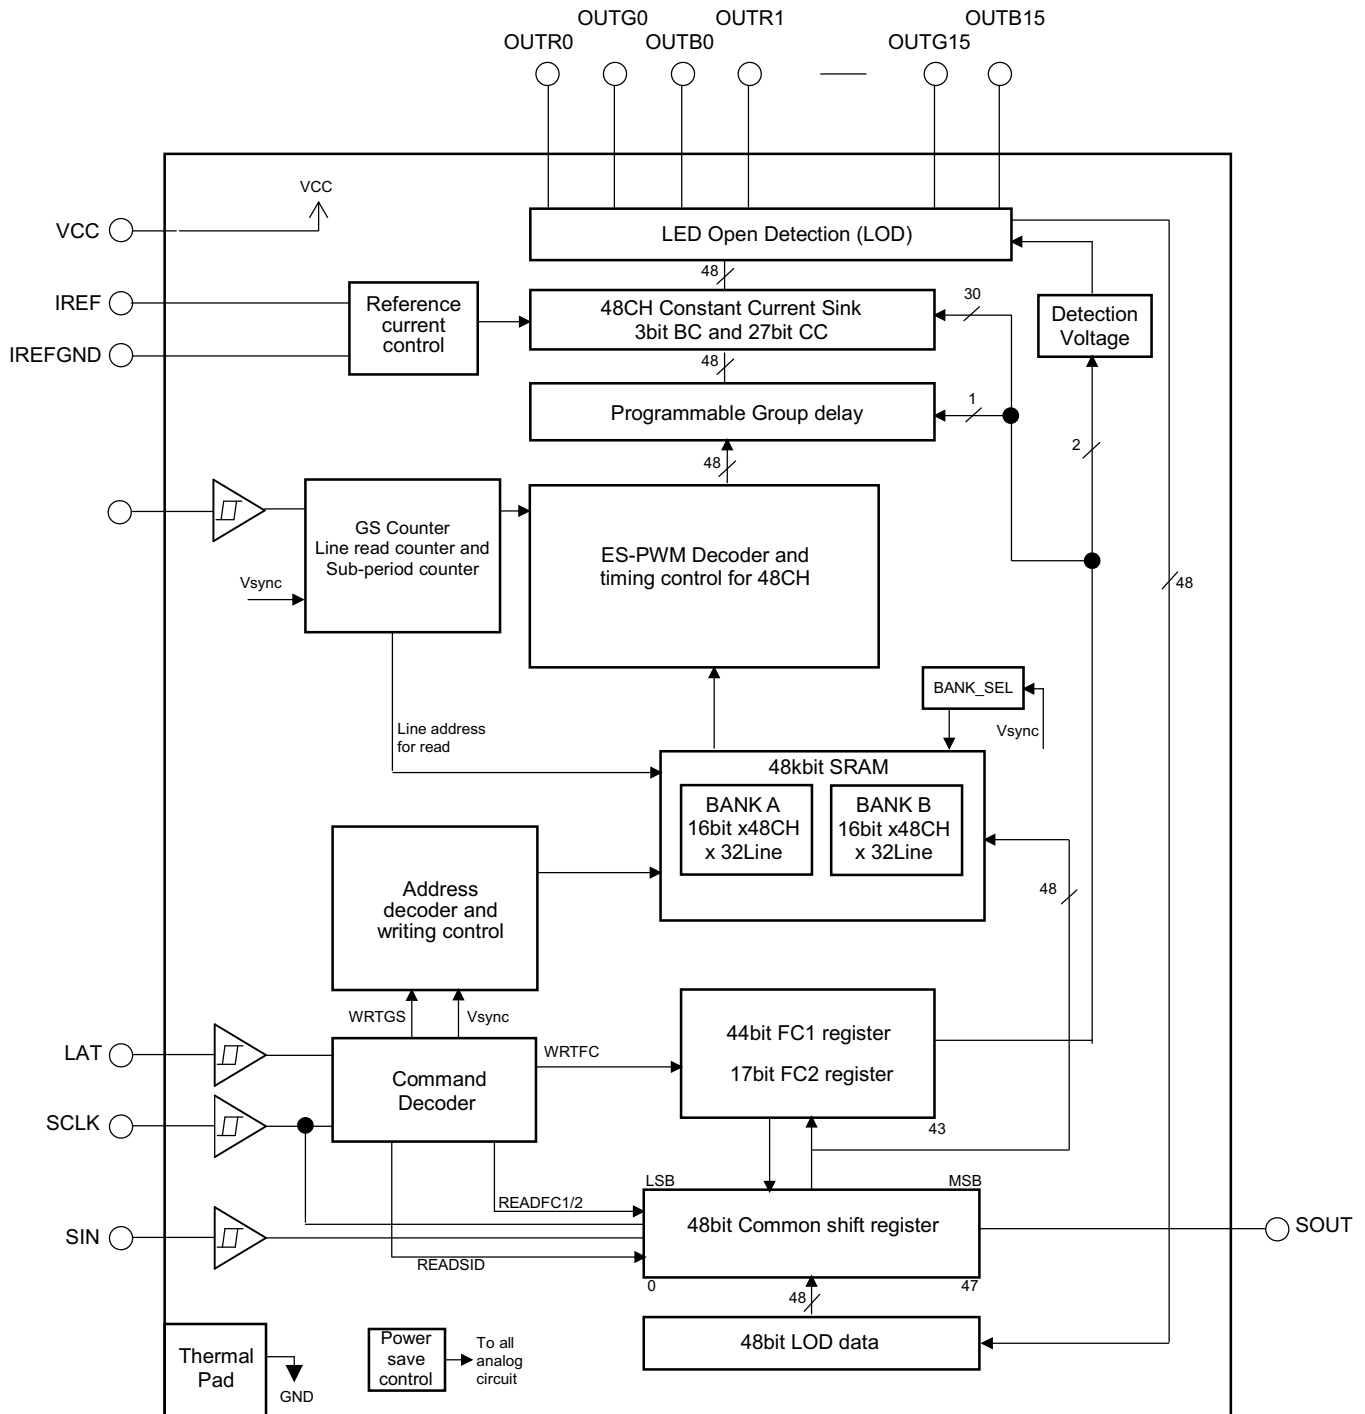 OUTG0
OUTR1
OUTB15
OUTR0
OUTB0
OUTG15
VCC
VCC
LED Open Detection (LOD)
48
IREF
IREFGND
Reference
current
control
48CH Constant Current Sink
3bit BC and 27bit CC
30
Detection
Voltage
48
Programmable Group delay
1
2
48
GS Counter
Line read counter and
Sub-period counter
Vsync
ES-PWM Decoder and
timing control for 48CH
48
BANK_SEL
Vsync
Line address
for read
48kbit SRAM
BANK A
16bit x48CH
x 32Line
BANK B
16bit x48CH
x 32Line
48
Address
decoder and
writing control
WRTGS
Vsync
LAT
SCLK
SIN
Command
Decoder
WRTFC
44bit FC1 register
17bit FC2 register
43
READFC1/2
READSID
LSB
MSB
48bit Common shift register
0
47
SOUT
48
48bit LOD data
Thermal
Pad
GND
Power
save
control
To all
analog
circuit